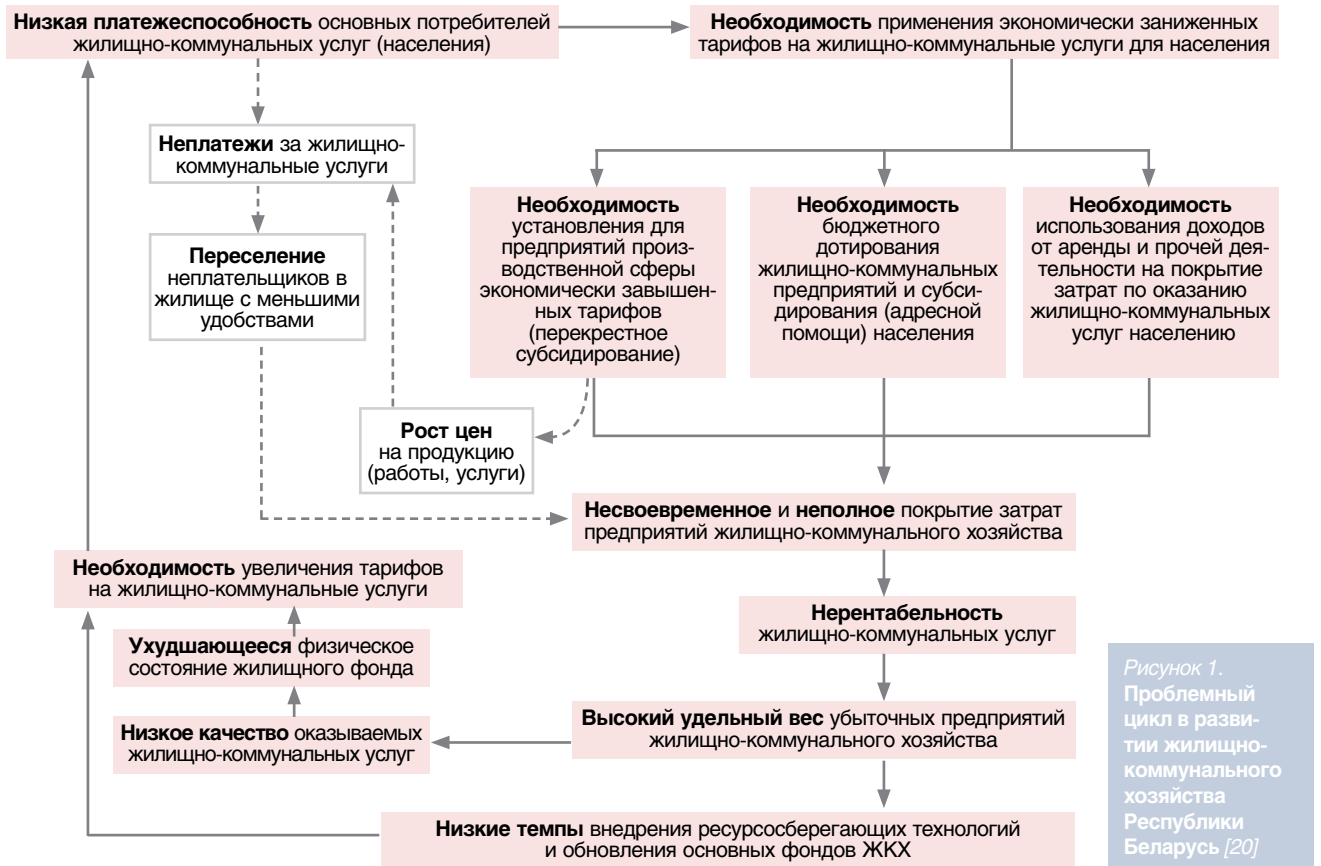 Низкая платежеспособность основных потребителей
жилищно-коммунальных услуг (населения)
Необходимость применения экономически заниженных
тарифов на жилищно-коммунальные услуги для населения
Неплатежи за жилищно-
коммунальные услуги
Переселение
неплательщиков в
жилище с меньшими
удобствами
Необходимость
установления для
предприятий произ-
водственной сферы
экономически завышен-
ных тарифов
(перекрестное
субсидирование)
Необходимость
бюджетного
дотирования
жилищно-коммунальных
предприятий и субси-
дирования (адресной
помощи) населения
Необходимость
использования доходов
от аренды и прочей дея-
тельности на покрытие
затрат по оказанию
жилищно-коммунальных
услуг населению
Рост цен
на продукцию
(работы, услуги)
Несвоевременное и неполное покрытие затрат
предприятий жилищно-коммунального хозяйства
Необходимость увеличения тарифов
на жилищно-коммунальные услуги
Нерентабельность
жилищно-коммунальных услуг
Ухудшающееся физическое
состояние жилищного фонда
Низкое качество оказываемых
жилищно-коммунальных услуг
Высокий удельный вес убыточных предприятий
жилищно-коммунального хозяйства
Низкие темпы внедрения ресурсосберегающих технологий
и обновления основных фондов ЖКХ
Рисунок 1.
Проблемный
цикл в разви-
тии жилищно-
коммунального
хозяйства
Республики
Беларусь [20]